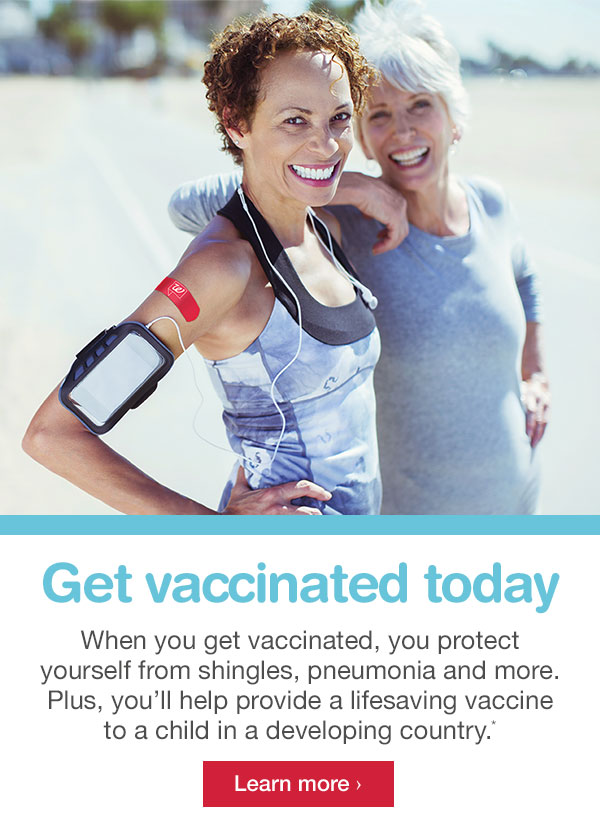 Get vaccinated today
When you get vaccinated, you protect
yourself from shingles, pneumonia and more.
Plus, you’ll help provide a lifesaving vaccine
to a child in a developing country.*
Learn more ›